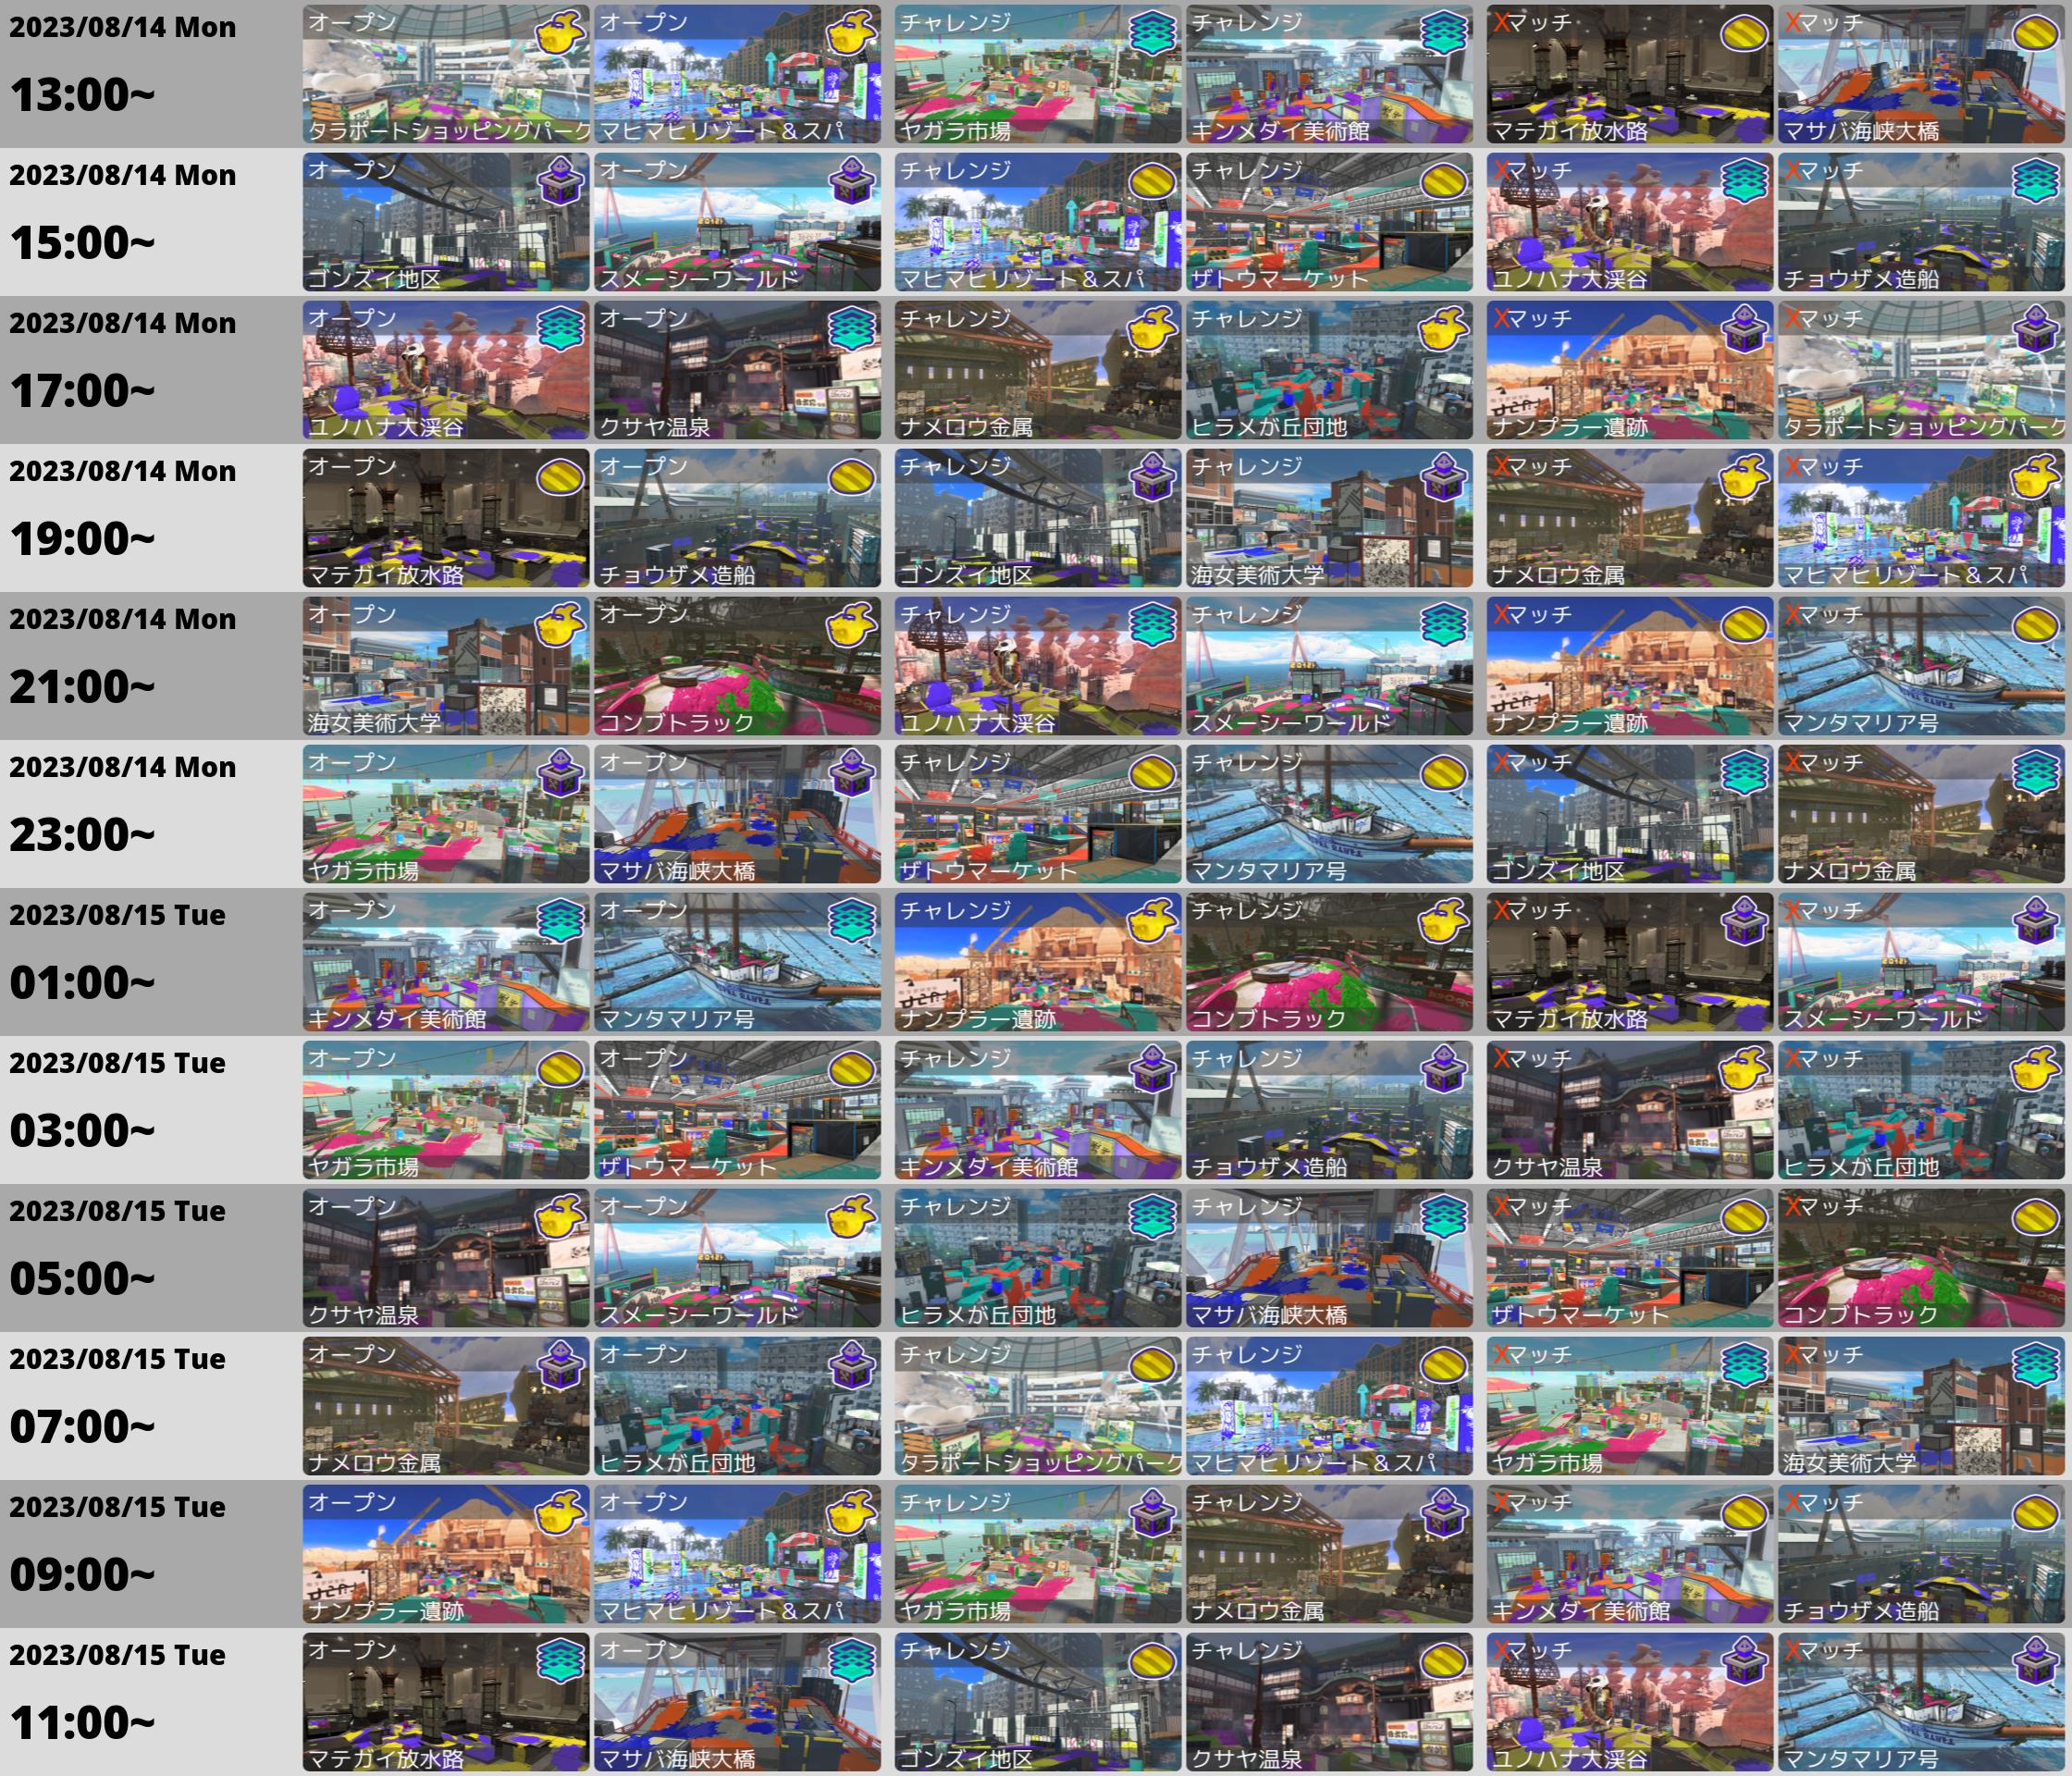 2023/08/14 Mon
13:00~
オープン
タラポートショッピングパーク
オープン
マヒマヒリゾート&スパ
チャレンジ
ヤガラ市場
チャレンジ
キンメダイ美術館
Xマッチ
マテガイ放水路
Xマッチ
マサバ海峡大橋
2023/08/14 Mon
15:00~
オープン
ゴンズイ地区
オープン
スメーシーワールド
チャレンジ
マヒマヒリゾート&スパ
チャレンジ
ザトウマーケット
Xマッチ
ユノハナ大渓谷
Xマッチ
チョウザメ造船
2023/08/14 Mon
17:00~
オープン
ユノハナ大渓谷
オープン
クサヤ温泉
チャレンジ
ナメロウ金属
チャレンジ
ヒラメが丘団地
Xマッチ
ナンプラー遺跡
Xマッチ
タラポートショッピングパーク
2023/08/14 Mon
19:00~
オープン
マテガイ放水路
オープン
チョウザメ造船
チャレンジ
ゴンズイ地区
チャレンジ
海女美術大学
Xマッチ
ナメロウ金属
Xマッチ
マヒマヒリゾート&スパ
2023/08/14 Mon
21:00~
オープン
海女美術大学
オープン
コンブトラック
チャレンジ
ユノハナ大渓谷
チャレンジ
スメーシーワールド
Xマッチ
ナンプラー遺跡
Xマッチ
マンタマリア号
2023/08/14 Mon
23:00~
オープン
ヤガラ市場
オープン
マサバ海峡大橋
チャレンジ
ザトウマーケット
チャレンジ
マンタマリア号
Xマッチ
ゴンズイ地区
Xマッチ
ナメロウ金属
2023/08/15 Tue
01:00~
オープン
キンメダイ美術館
オープン
マンタマリア号
チャレンジ
ナンプラー遺跡
チャレンジ
コンブトラック
Xマッチ
マテガイ放水路
Xマッチ
スメーシーワールド
2023/08/15 Tue
03:00~
オープン
ヤガラ市場
オープン
ザトウマーケット
チャレンジ
キンメダイ美術館
チャレンジ
チョウザメ造船
Xマッチ
クサヤ温泉
Xマッチ
ヒラメが丘団地
2023/08/15 Tue
05:00~
オープン
クサヤ温泉
オープン
スメーシーワールド
チャレンジ
ヒラメが丘団地
チャレンジ
マサバ海峡大橋
Xマッチ
ザトウマーケット
Xマッチ
コンブトラック
2023/08/15 Tue
07:00~
オープン
ナメロウ金属
オープン
ヒラメが丘団地
チャレンジ
タラポートショッピングパーク
チャレンジ
マヒマヒリゾート&スパ
Xマッチ
ヤガラ市場
Xマッチ
海女美術大学
2023/08/15 Tue
09:00~
オープン
ナンプラー遺跡
オープン
マヒマヒリゾート&スパ
チャレンジ
ヤガラ市場
チャレンジ
ナメロウ金属
Xマッチ
キンメダイ美術館
Xマッチ
チョウザメ造船
2023/08/15 Tue
11:00~
オープン
マテガイ放水路
オープン
マサバ海峡大橋
チャレンジ
ゴンズイ地区
チャレンジ
クサヤ温泉
Xマッチ
ユノハナ大渓谷
Xマッチ
マンタマリア号